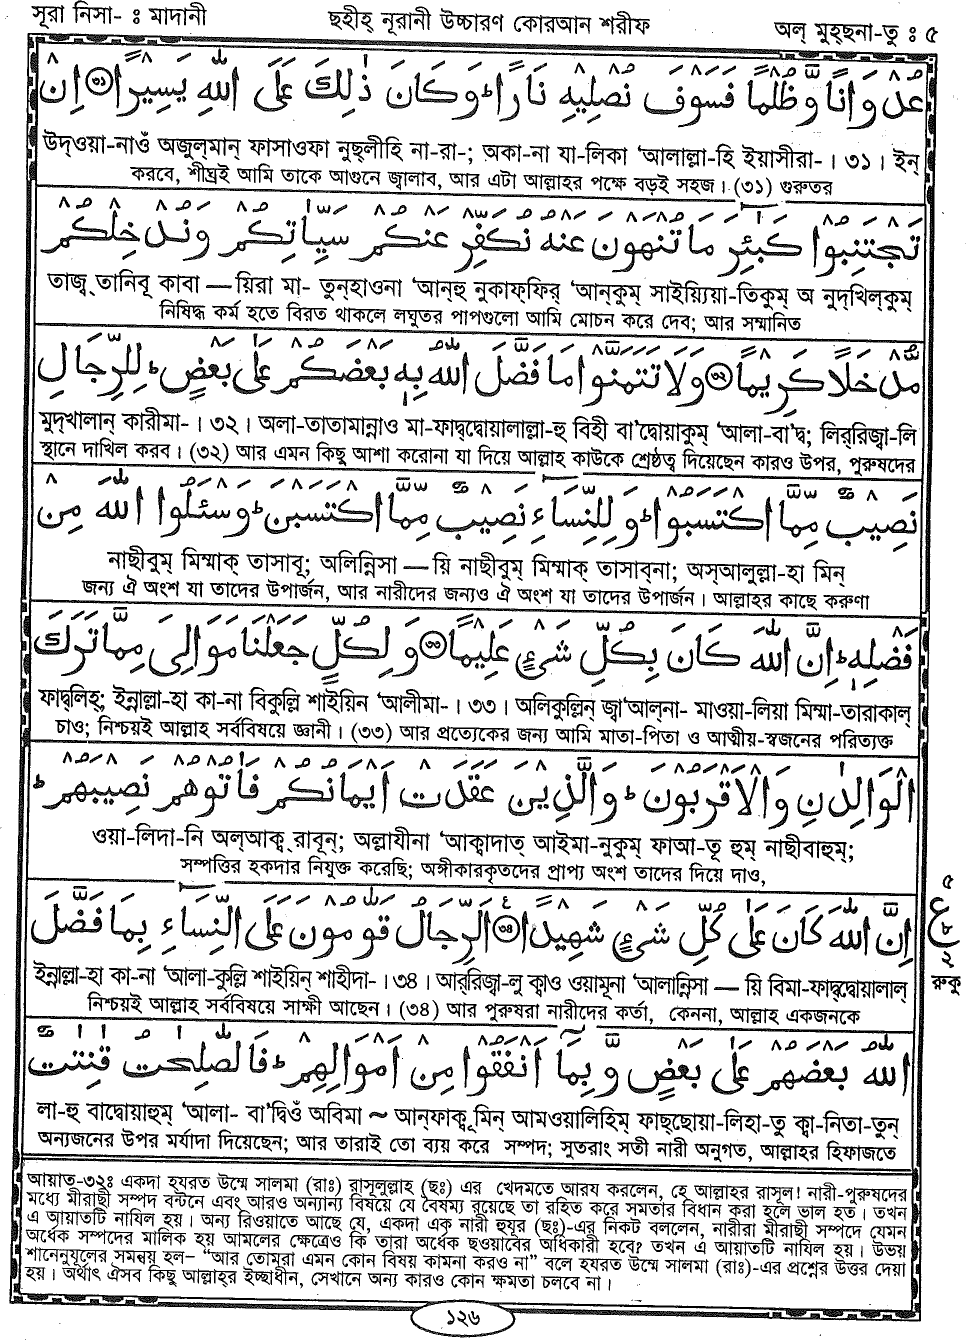 সূরা নিসা- ঃ মাদানী ছহীহ্ নূরানী উচ্চারণ কোরআন শরীফ অল্ মুহ্ছনা-তু ঃ ৫
عُدْوَانًا وَّظُلْمًا فَسَوْفَ نُصْلِيْهِ نَارًا ؕ وَكَانَ ذٰلِكَ عَلَى اللّٰهِ يَسِيْرًا ﴿۳۰﴾ اِنْ
উদ্ওয়া-নাওঁ অজুল্মান্ ফাসাওফা নুছ্লীহি না-রা-; অকা-না যা-লিকা 'আলাল্লা-হি ইয়াসীরা-। ৩১। ইন্
করবে, শীঘ্রই আমি তাকে আগুনে জ্বালাব, আর এটা আল্লাহর পক্ষে বড়ই সহজ। (৩১) গুরুতর
تَجْتَنِبُوْا كَبَآئِرَ مَا تُنْهَوْنَ عَنْهُ نُكَفِّرْ عَنْكُمْ سَيِّاٰتِكُمْ وَنُدْخِلْكُمْ
তাজ্ব্ তানিবূ কাবা — য়িরা মা- তুন্হাওনা 'আন্হু নুকাফ্ফির্ 'আন্কুম্ সাইয়্যিয়া-তিকুম্ অ নুদ্খিল্কুম্
নিষিদ্ধ কর্ম হতে বিরত থাকলে লঘুতর পাপগুলো আমি মোচন করে দেব; আর সম্মানিত
مُّدْخَلًا كَرِيْمًا ﴿۳۲﴾ وَلَا تَتَمَنَّوْا مَا فَضَّلَ اللّٰهُ بِهٖ بَعْضَكُمْ عَلٰى بَعْضٍ ؕ لِلرِّجَالِ
মুদ্খালান্ কারীমা-। ৩২। অলা-তাতামান্নাও মা-ফাদ্ব্দ্বোয়ালাল্লা-হু বিহী বা'দ্বোয়াকুম্ 'আলা-বা'দ্ব; লির্রিজ্বা-লি
স্থানে দাখিল করব। (৩২) আর এমন কিছু আশা করোনা যা দিয়ে আল্লাহ কাউকে শ্রেষ্ঠত্ব দিয়েছেন কারও উপর, পুরুষদের
نَصِيْبٌ مِّمَّا اكْتَسَبُوْا ؕ وَلِلنِّسَآءِ نَصِيْبٌ مِّمَّا اكْتَسَبْنَ ؕ وَسْئَلُوا اللّٰهَ مِنْ
নাছীবুম্ মিম্মাক্ তাসাবূ; অলিন্নিসা — য়ি নাছীবুম্ মিম্মাক্ তাসাব্না; অস্আলুল্লা-হা মিন্
জন্য ঐ অংশ যা তাদের উপার্জন, আর নারীদের জন্যও ঐ অংশ যা তাদের উপার্জন। আল্লাহর কাছে করুণা
فَضْلِهٖ ؕ اِنَّ اللّٰهَ كَانَ بِكُلِّ شَىْءٍ عَلِيْمًا ﴿۳۳﴾ وَلِكُلٍّ جَعَلْنَا مَوَالِىَ مِمَّا تَرَكَ
ফাদ্বলিহ্; ইন্নাল্লা-হা কা-না বিকুল্লি শাইয়িন 'আলীমা-। ৩৩। অলিকুল্লিন্ জ্বা'আল্না- মাওয়া-লিয়া মিম্মা-তারাকাল্
চাও; নিশ্চয়ই আল্লাহ সর্ববিষয়ে জ্ঞানী। (৩৩) আর প্রত্যেকের জন্য আমি মাতা-পিতা ও আত্মীয়-স্বজনের পরিত্যক্ত
الْوَالِدٰنِ وَالْاَقْرَبُوْنَ ؕ وَالَّذِيْنَ عَقَدَتْ اَيْمَانُكُمْ فَاٰتُوْهُمْ نَصِيْبَهُمْ ؕ
ওয়া-লিদা-নি অল্আক্ব্ রাবূন্; অল্লাযীনা 'আক্বাদাত্ আইমা-নুকুম্ ফাআ-তূ হুম্ নাছীবাহুম্;
সম্পত্তির হকদার নিযুক্ত করেছি; অঙ্গীকারকৃতদের প্রাপ্য অংশ তাদের দিয়ে দাও,
اِنَّ اللّٰهَ كَانَ عَلٰى كُلِّ شَىْءٍ شَهِيْدًا ﴿۳۴﴾ اَلرِّجَالُ قَوّٰمُوْنَ عَلَى النِّسَآءِ بِمَا فَضَّلَ
৫
ع
৮
২
রুকু
ইন্নাল্লা-হা কা-না 'আলা-কুল্লি শাইয়িন্ শাহীদা-। ৩৪। আর্রিজ্বা-লু ক্বাও ওয়ামূনা 'আলান্নিসা — য়ি বিমা-ফাদ্ব্দ্বোয়ালাল্
নিশ্চয়ই আল্লাহ সর্ববিষয়ে সাক্ষী আছেন। (৩৪) আর পুরুষরা নারীদের কর্তা, কেননা, আল্লাহ একজনকে
اللّٰهُ بَعْضَهُمْ عَلٰى بَعْضٍ وَّبِمَآ اَنْفَقُوْا مِنْ اَمْوَالِهِمْ ؕ فَالصّٰلِحٰتُ قٰنِتٰتٌ
লা-হু বাদ্বোয়াহুম্ 'আলা- বা'দ্বিওঁ অবিমা ~ আন্ফাক্বূ মিন্ আমওয়ালিহিম্ ফাছ্ছোয়া-লিহা-তু ক্বা-নিতা-তুন্
অন্যজনের উপর মর্যাদা দিয়েছেন; আর তারাই তো ব্যয় করে সম্পদ; সুতরাং সতী নারী অনুগত, আল্লাহর হিফাজতে
আয়াত-৩২ঃ একদা হযরত উম্মে সালমা (রাঃ) রাসূলুল্লাহ (ছঃ) এর খেদমতে আরয করলেন, হে আল্লাহর রাসূল! নারী-পুরুষদের
মধ্যে মীরাছী সম্পদ বন্টনে এবং আরও অন্যান্য বিষয়ে যে বৈষম্য রয়েছে তা রহিত করে সমতার বিধান করা হলে ভাল হত। তখন
এ আয়াতটি নাযিল হয়। অন্য রিওয়াতে আছে যে, একদা এক নারী হুযূর (ছঃ)-এর নিকট বললেন, নারীরা মীরাছী সম্পদে যেমন
অর্ধেক সম্পদের মালিক হয় আমলের ক্ষেত্রেও কি তারা অর্ধেক ছওয়াবের অধিকারী হবে? তখন এ আয়াতটি নাযিল হয়। উভয়
শানেনুযূলের সমন্বয় হল– "আর তোমরা এমন কোন বিষয় কামনা করও না" বলে হযরত উম্মে সালমা (রাঃ)-এর প্রশ্নের উত্তর দেয়া
হয়। অর্থাৎ ঐসব কিছু আল্লাহর ইচ্ছাধীন, সেখানে অন্য কারও কোন ক্ষমতা চলবে না।
১২৬